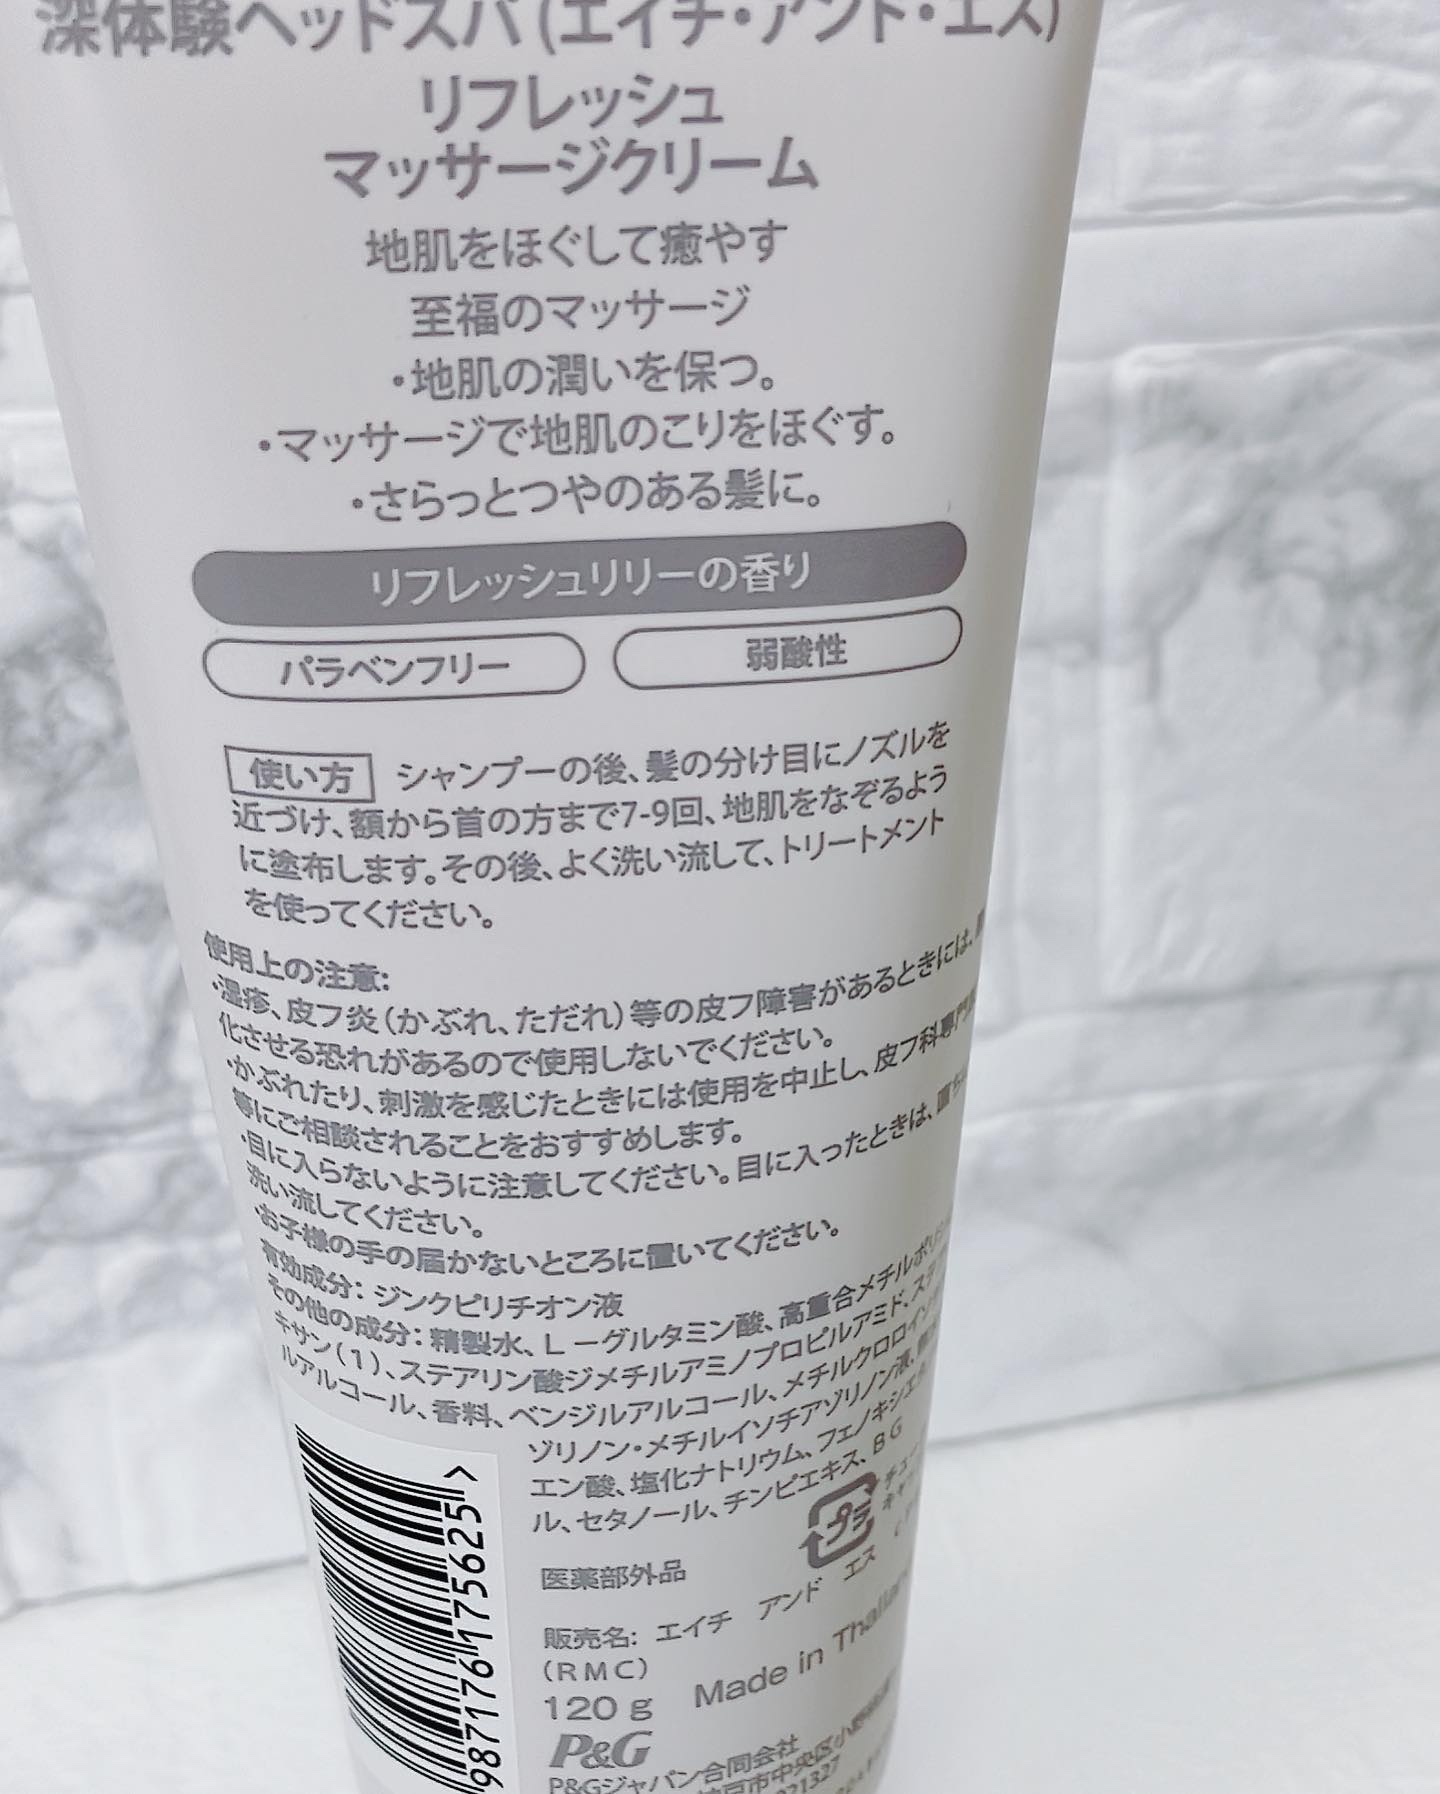 深体験ヘッドスパ(エイチ・アンド・エス)
リフレッシュ
マッサージクリーム
地肌をほぐして癒やす
至福のマッサージ
・地肌の潤いを保つ。
・マッサージで地肌のこりをほぐす。
・さらっとつやのある髪に。
リフレッシュリリーの香り
パラベンフリー 弱酸性
使い方 シャンプーの後、髪の分け目にノズルを
近づけ、額から首の方まで7-9回、地肌をなぞるよう
に塗布します。その後、よく洗い流して、トリートメント
を使ってください。
使用上の注意:
・湿疹、皮フ炎(かぶれ、ただれ)等の皮フ障害があるときには、
化させる恐れがあるので使用しないでください。
・かぶれたり、刺激を感じたときには使用を中止し、皮フ科専門
等にご相談されることをおすすめします。
・目に入らないように注意してください。目に入ったときは、直ち
洗い流してください。
・お子様の手の届かないところに置いてください。
有効成分: ジンクピリチオン液
その他の成分: 精製水、L-グルタミン酸、高重合メチルポリシ
キサン(1)、ステアリン酸ジメチルアミノプロピルアミド、ステ
ルアルコール、香料、ベンジルアルコール、メチルクロロイソチ
ゾリノン・メチルイソチアゾリノン液、
エン酸、塩化ナトリウム、フェノキシエタ
ル、セタノール、チンピエキス、BG
プラ
医薬部外品
販売名: エイチ アンド エス
(RMC)
120 g Made in Thailan
P&G
P&Gジャパン合同会社
戸市中央区小野柄通
4987176175625>